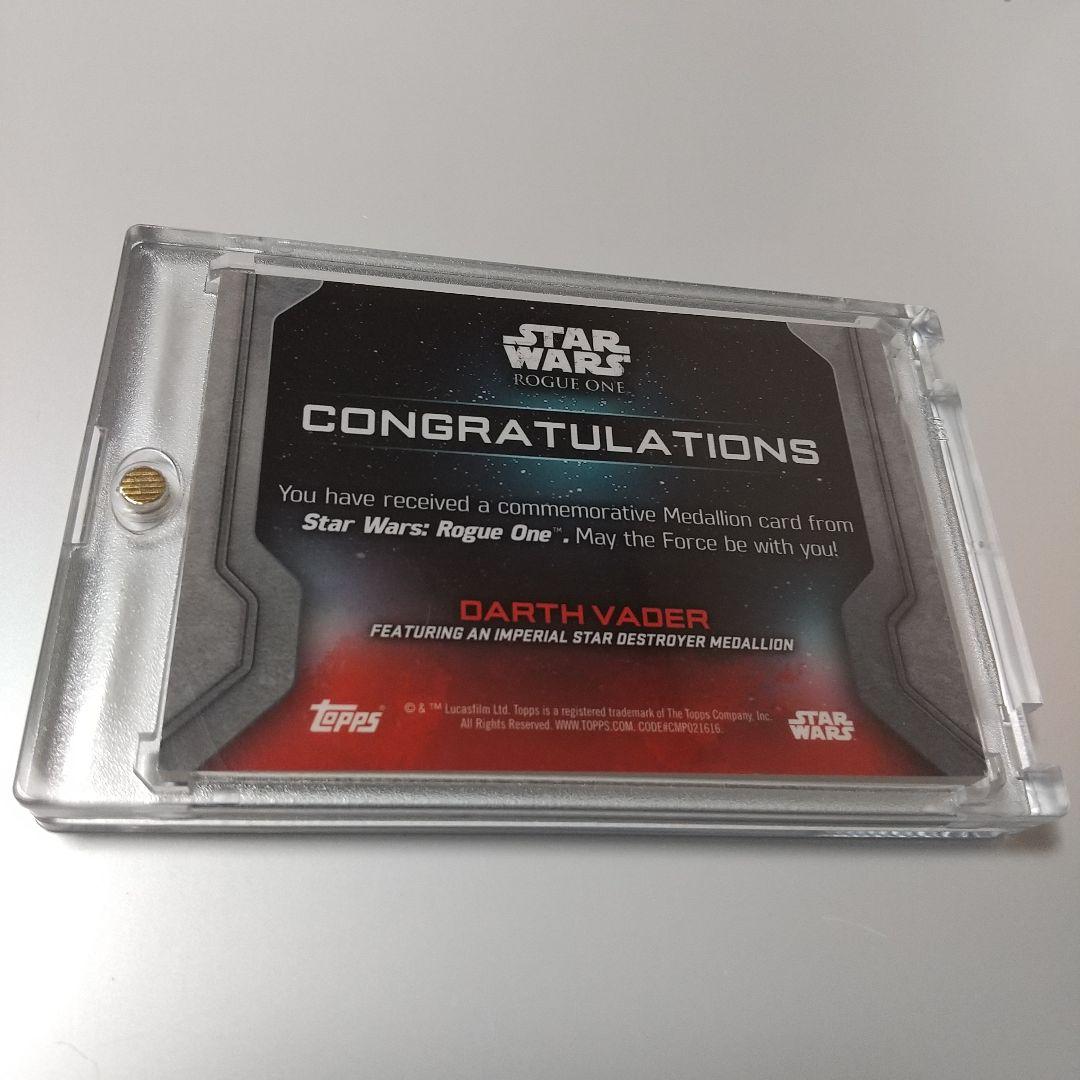 STAR
WARS
ROGUE ONE
CONGRATULATIONS
You have received a commemorative Medallion card from
Star Wars: Rogue One™. May the Force be with you!
DARTH VADER
FEATURING AN IMPERIAL STAR DESTROYER MEDALLION
TOPPS
© & ™ Lucasfilm Ltd. Topps is a registered trademark of The Topps Company, Inc.
All Rights Reserved. WWW.TOPPS.COM. CODE#CMP021616.
STAR
WARS